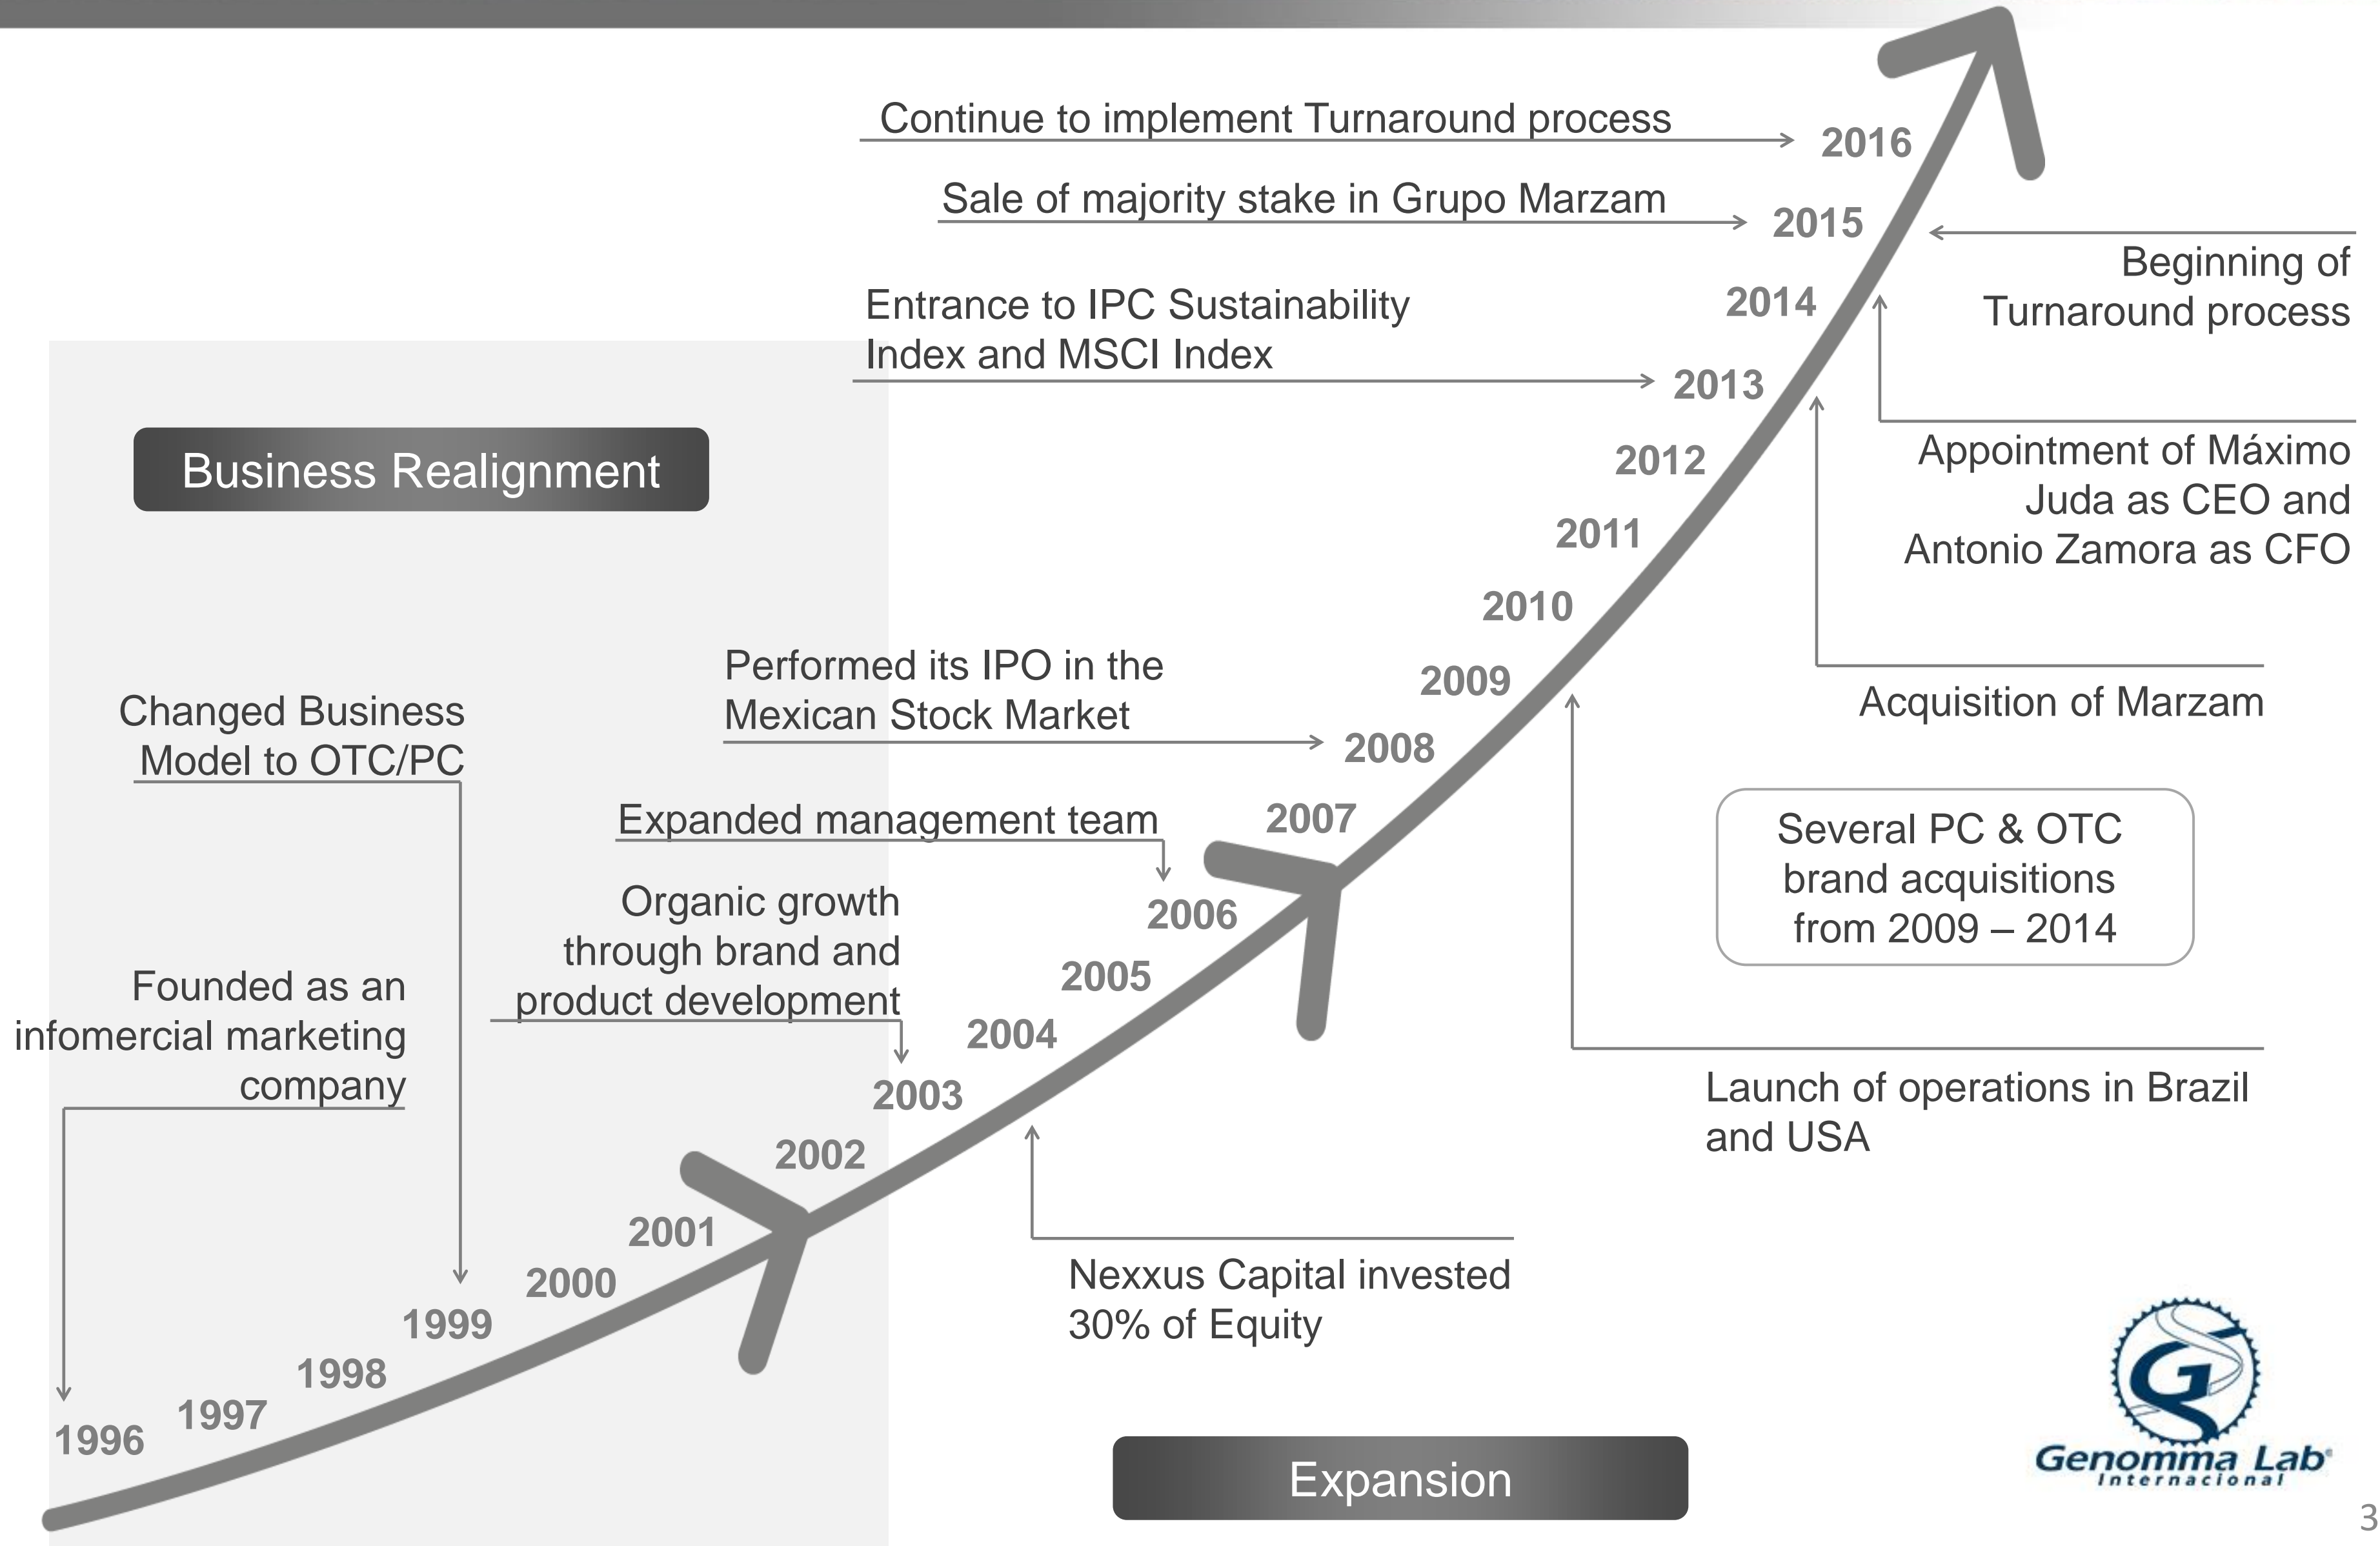 Continue to implement Turnaround process
2016
Sale of majority stake in Grupo Marzam
2015
Beginning of
Turnaround process
Entrance to IPC Sustainability
Index and MSCI Index
2014
2013
Business Realignment
2012
Appointment of Máximo
Juda as CEO and
Antonio Zamora as CFO
2011
2010
Performed its IPO in the
Mexican Stock Market
2009
Acquisition of Marzam
Changed Business
Model to OTC/PC
2008
Expanded management team
2007
Several PC & OTC
brand acquisitions
from 2009 – 2014
Organic growth
through brand and
product development
2006
2005
Founded as an
infomercial marketing
company
2004
2003
Launch of operations in Brazil
and USA
2002
2001
2000
Nexxus Capital invested
30% of Equity
1999
1998
1997
1996
Expansion
Genomma Lab®
Internacional
3